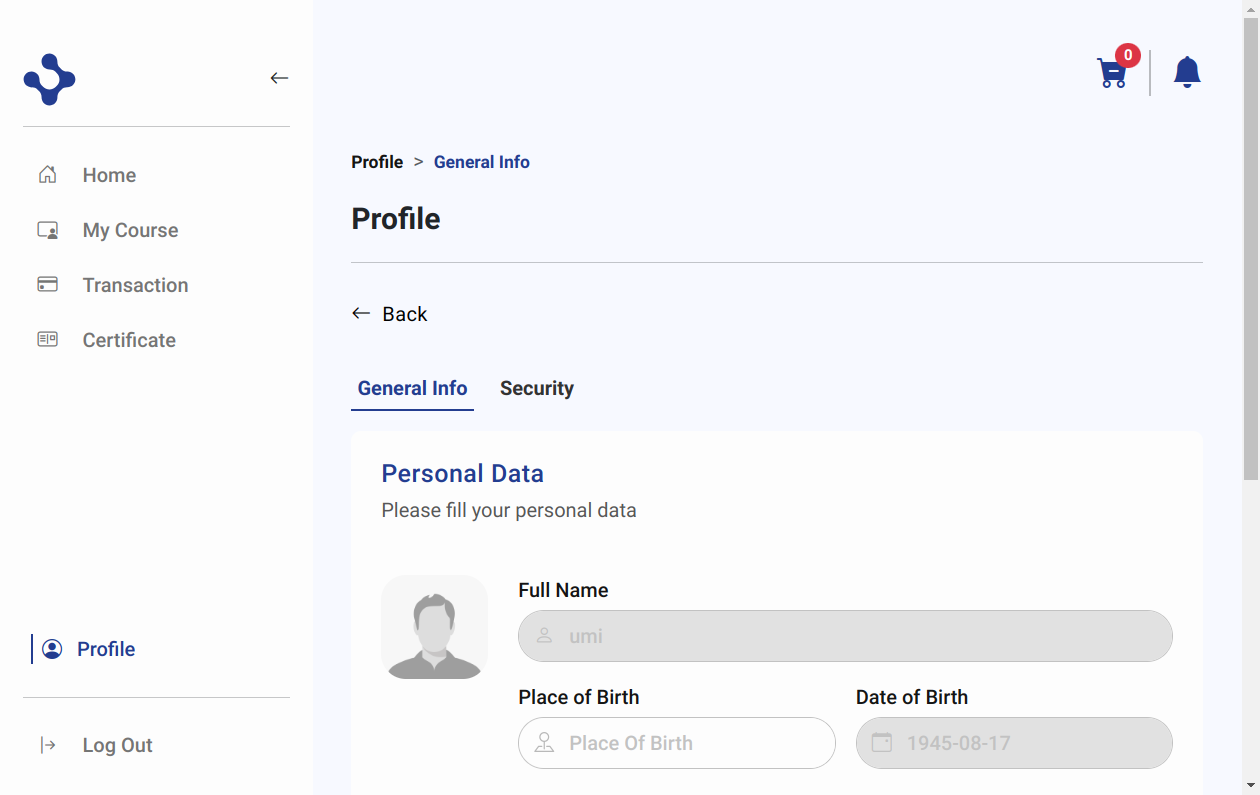 0
Profile > General Info
Profile
Home
My Course
Transaction
Certificate
Back
General Info
Security
Personal Data
Please fill your personal data
Full Name
umi
Place of Birth
Date of Birth
Place Of Birth
1945-08-17
Profile
Log Out